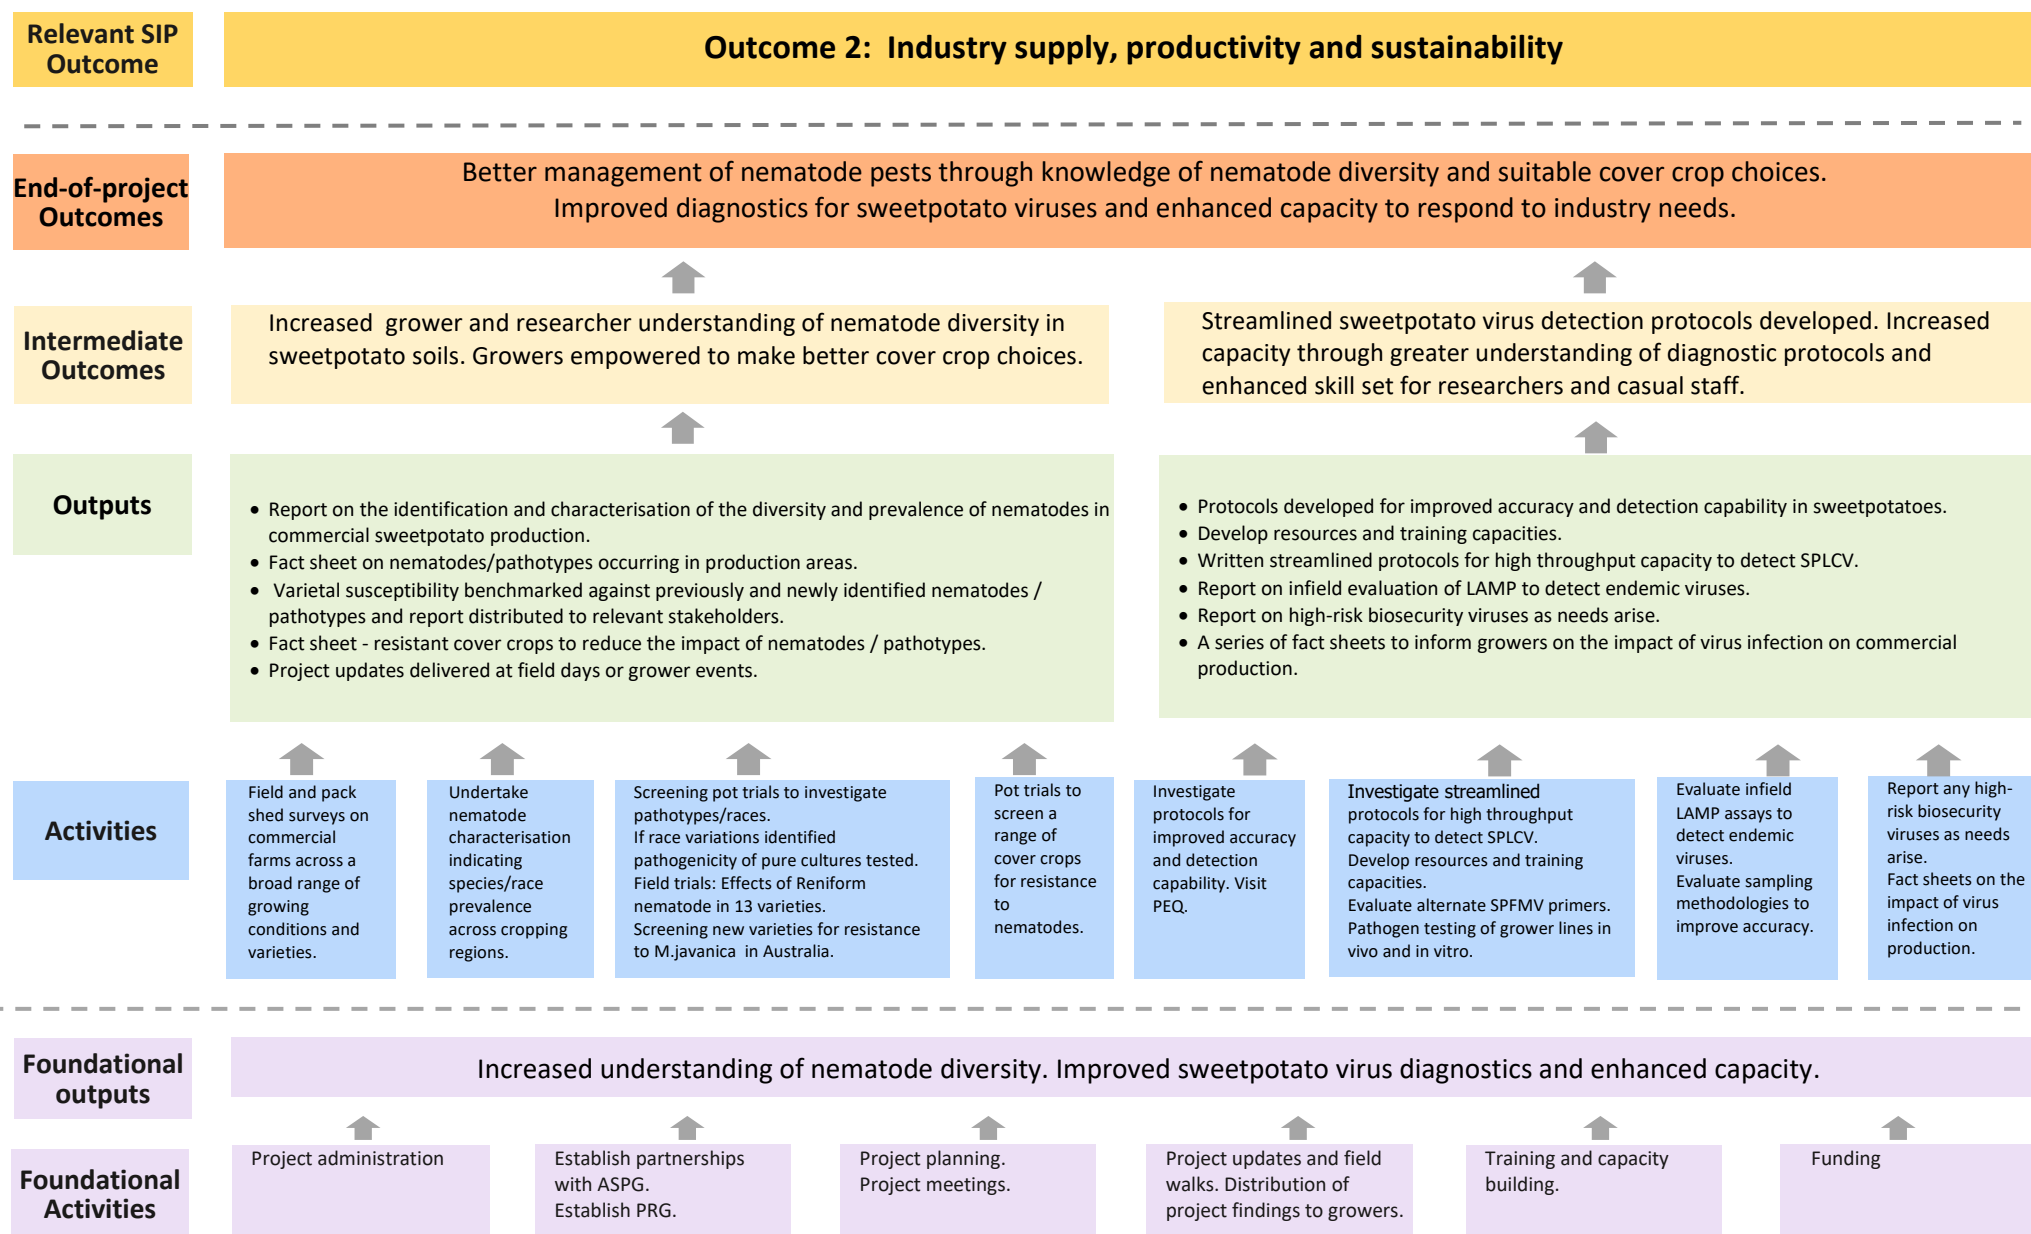 Relevant SIP
Outcome
Outcome 2:  Industry supply, productivity and sustainability
End-of-project
Outcomes
Better management of nematode pests through knowledge of nematode diversity and suitable cover crop choices.
Improved diagnostics for sweetpotato viruses and enhanced capacity to respond to industry needs.
Intermediate
Outcomes
Increased  grower and researcher understanding of nematode diversity in
sweetpotato soils. Growers empowered to make better cover crop choices.
Streamlined sweetpotato virus detection protocols developed. Increased
capacity through greater understanding of diagnostic protocols and
enhanced skill set for researchers and casual staff.
Outputs
• Report on the identification and characterisation of the diversity and prevalence of nematodes in
commercial sweetpotato production.
• Fact sheet on nematodes/pathotypes occurring in production areas.
• Varietal susceptibility benchmarked against previously and newly identified nematodes /
pathotypes and report distributed to relevant stakeholders.
• Fact sheet - resistant cover crops to reduce the impact of nematodes / pathotypes.
• Project updates delivered at field days or grower events.
• Protocols developed for improved accuracy and detection capability in sweetpotatoes.
• Develop resources and training capacities.
• Written streamlined protocols for high throughput capacity to detect SPLCV.
• Report on infield evaluation of LAMP to detect endemic viruses.
• Report on high-risk biosecurity viruses as needs arise.
• A series of fact sheets to inform growers on the impact of virus infection on commercial
production.
Activities
Field and pack
shed surveys on
commercial
farms across a
broad range of
growing
conditions and
varieties.
Undertake
nematode
characterisation
indicating
species/race
prevalence
across cropping
regions.
Screening pot trials to investigate
pathotypes/races.
If race variations identified
pathogenicity of pure cultures tested.
Field trials: Effects of Reniform
nematode in 13 varieties.
Screening new varieties for resistance
to M.javanica  in Australia.
Pot trials to
screen a
range of
cover crops
for resistance
to
nematodes.
Investigate
protocols for
improved accuracy
and detection
capability. Visit
PEQ.
Investigate streamlined
protocols for high throughput
capacity to detect SPLCV.
Develop resources and training
capacities.
Evaluate alternate SPFMV primers.
Pathogen testing of grower lines in
vivo and in vitro.
Evaluate infield
LAMP assays to
detect endemic
viruses.
Evaluate sampling
methodologies to
improve accuracy.
Report any high-
risk biosecurity
viruses as needs
arise.
Fact sheets on the
impact of virus
infection on
production.
Foundational
outputs
Increased understanding of nematode diversity. Improved sweetpotato virus diagnostics and enhanced capacity.
Foundational
Activities
Project administration
Establish partnerships
with ASPG.
Establish PRG.
Project planning.
Project meetings.
Project updates and field
walks. Distribution of
project findings to growers.
Training and capacity
building.
Funding